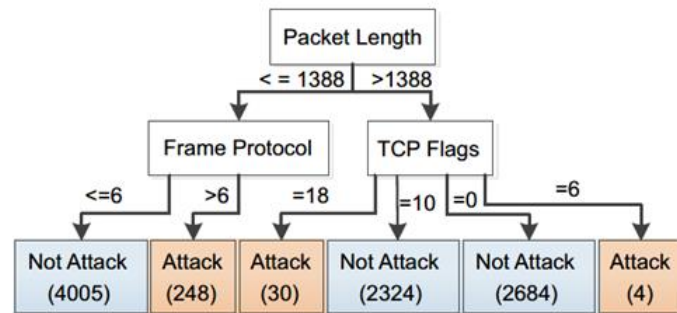 Packet Length
< = 1388 >1388
Frame Protocol TCP Flags
<=6 >6 =18 =10 =0 =6
Not Attack Attack Attack Not Attack Not Attack Attack
(4005) (248) (30) (2324) (2684) (4)